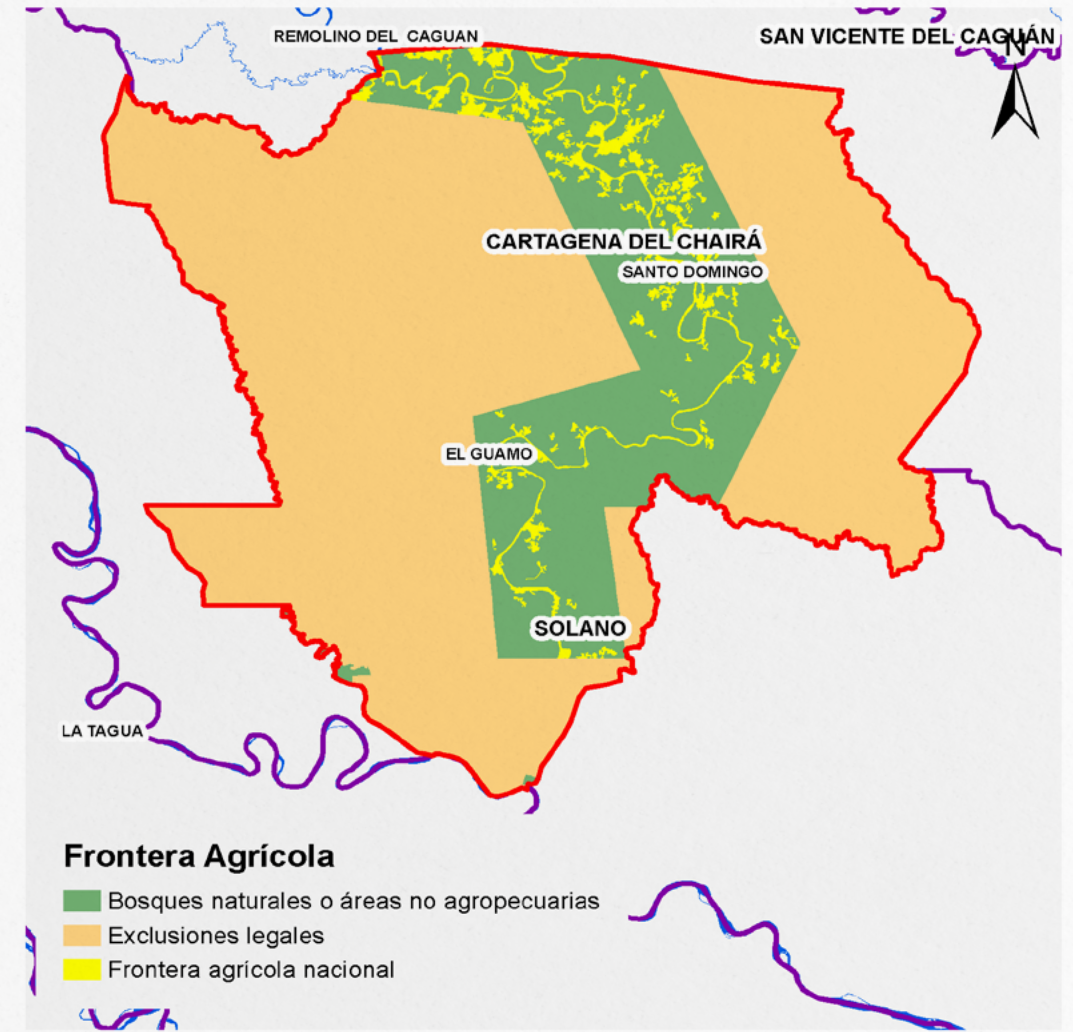 REMOLINO DEL CAGUAN
SAN VICENTE DEL CAGUÁN
N
CARTAGENA DEL CHAIRÁ
SANTO DOMINGO
EL GUAMO
SOLANO
LA TAGUA
Frontera Agrícola
Bosques naturales o áreas no agropecuarias
Exclusiones legales
Frontera agrícola nacional